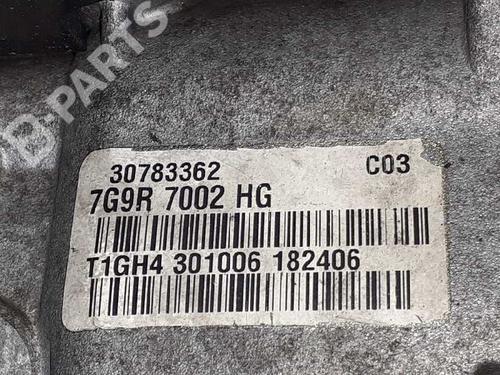 B-PARTS
30783362 C03
7G9R 7002 HG
T1GH4 301006 182406